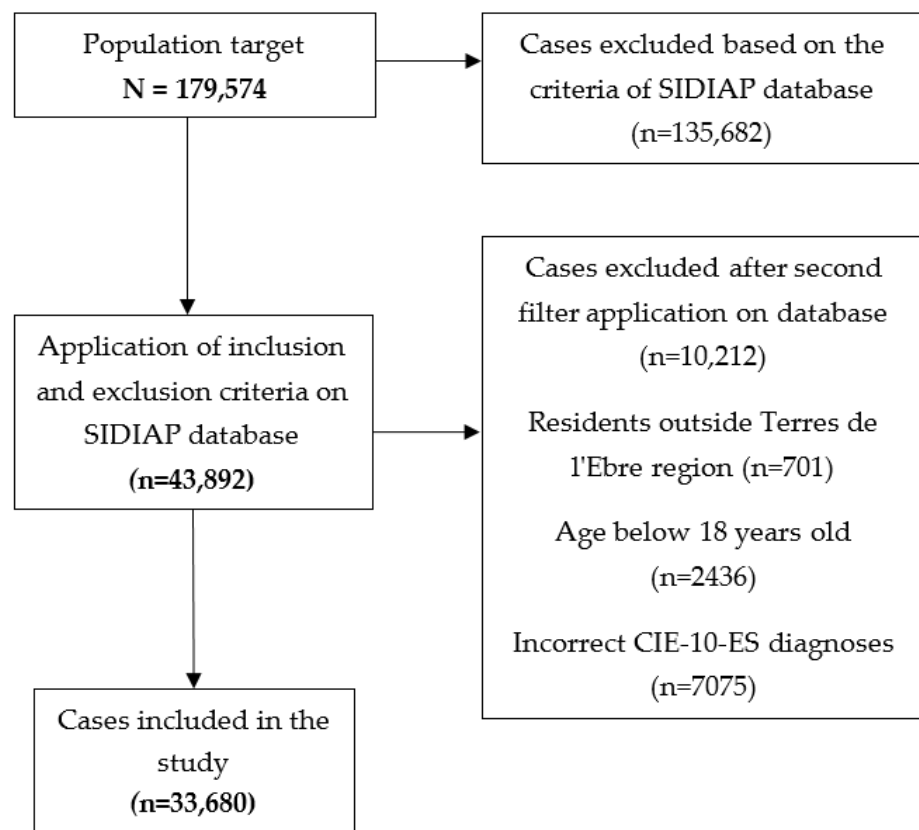 Population target
N = 179,574
Cases excluded based on the
criteria of SIDIAP database
(n=135,682)
Cases excluded after second
filter application on database
(n=10,212)
Residents outside Terres de
l'Ebre region (n=701)
Age below 18 years old
(n=2436)
Incorrect CIE-10-ES diagnoses
(n=7075)
Application of inclusion
and exclusion criteria on
SIDIAP database
(n=43,892)
Cases included in the
study
(n=33,680)